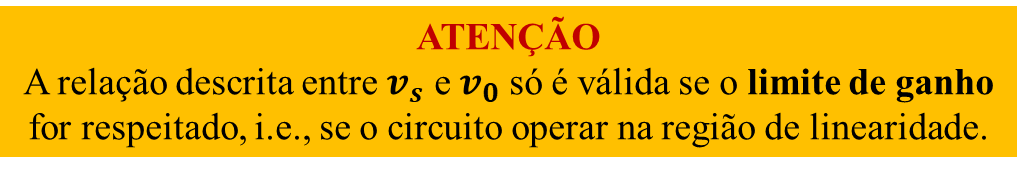 ATENÇÃO
A relação descrita entre 𝒗ₛ e 𝒗₀ só é válida se o limite de ganho
for respeitado, i.e., se o circuito operar na região de linearidade.